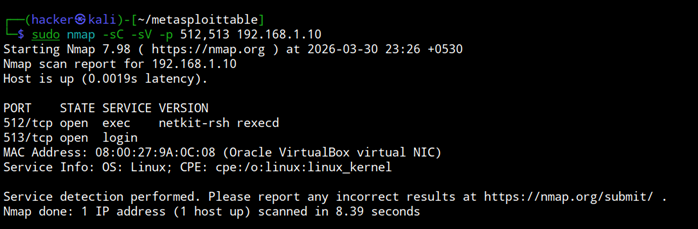 ┌──(hacker㉿kali)-[~/metasploittable]
└─$ sudo nmap -sC -sV -p 512,513 192.168.1.10
Starting Nmap 7.98 ( https://nmap.org ) at 2026-03-30 23:26 +0530
Nmap scan report for 192.168.1.10
Host is up (0.0019s latency).

PORT    STATE SERVICE VERSION
512/tcp open  exec    netkit-rsh rexecd
513/tcp open  login
MAC Address: 08:00:27:9A:0C:08 (Oracle VirtualBox virtual NIC)
Service Info: OS: Linux; CPE: cpe:/o:linux:linux_kernel

Service detection performed. Please report any incorrect results at https://nmap.org/submit/ .
Nmap done: 1 IP address (1 host up) scanned in 8.39 seconds